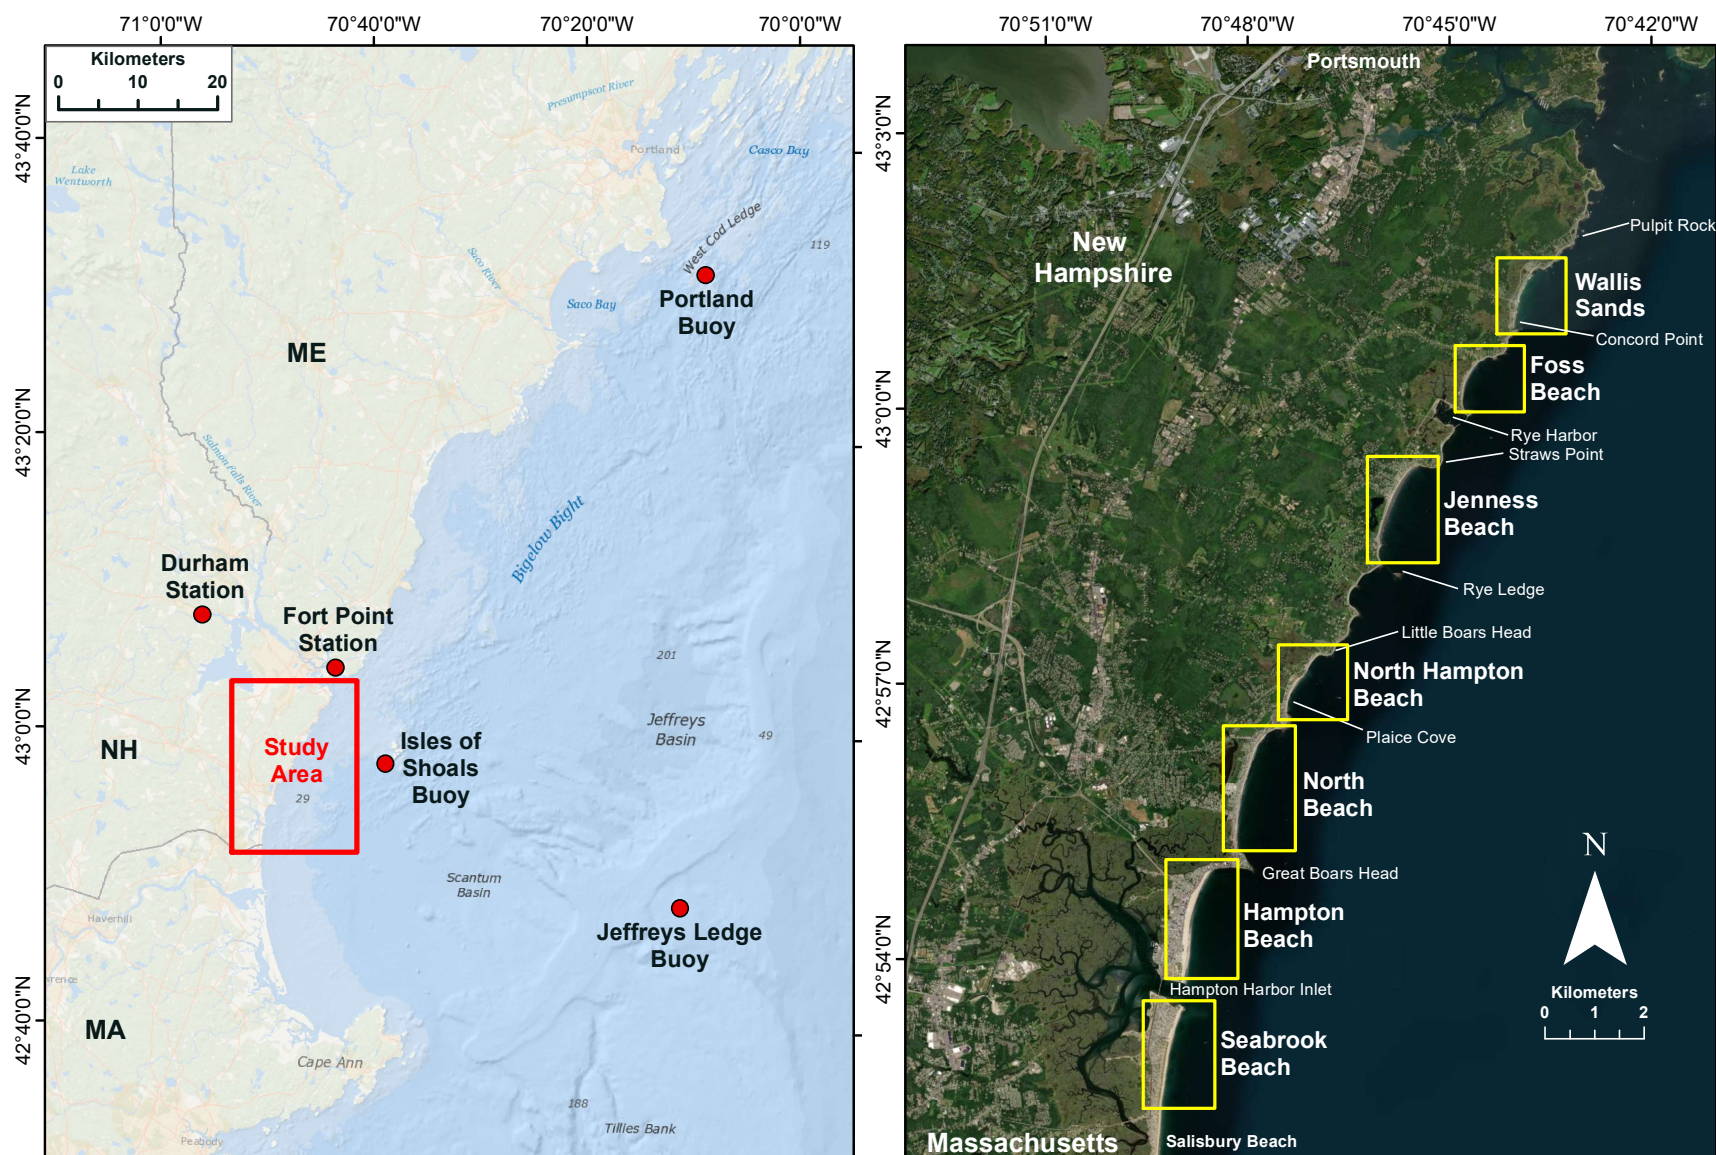 71°0'0"W
70°40'0"W
70°20'0"W
70°0'0"W
Kilometers
0 10 20
43°40'0"N
43°20'0"N
43°0'0"N
42°40'0"N
Presumpscot River
Portland
Casco Bay
Lake
Wentworth
West Cod Ledge
119
Portland
Buoy
Saco River
Saco Bay
ME
Salmon Falls River
Bigelow Bight
Durham
Station
Fort Point
Station
201
Jeffreys
Basin
49
NH
Study
Area
29
Isles of
Shoals
Buoy
Scantum
Basin
Haverhill
Jeffreys Ledge
Buoy
rence
MA
Cape Ann
188
Tillies Bank
Peabody
70°51'0"W
70°48'0"W
70°45'0"W
70°42'0"W
43°3'0"N
43°0'0"N
42°57'0"N
42°54'0"N
Portsmouth
New
Hampshire
Pulpit Rock
Wallis
Sands
Concord Point
Foss
Beach
Rye Harbor
Straws Point
Jenness
Beach
Rye Ledge
Little Boars Head
North Hampton
Beach
Plaice Cove
North
Beach
Great Boars Head
Hampton
Beach
Hampton Harbor Inlet
Seabrook
Beach
N
Kilometers
0 1 2
Massachusetts
Salisbury Beach